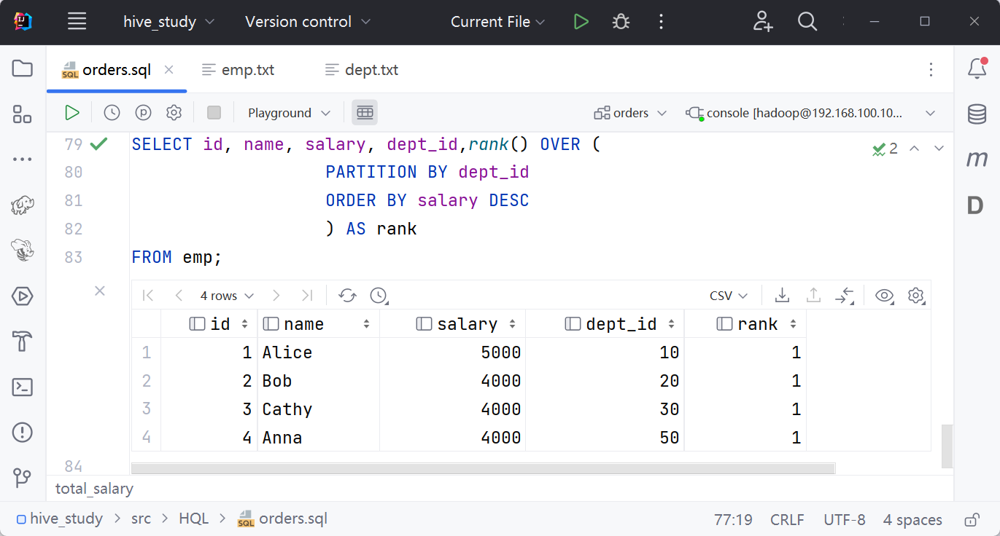 hive_study Version control Current File
orders.sql emp.txt dept.txt
Playground orders console [hadoop@192.168.100.10...
79 SELECT id, name, salary, dept_id,rank() OVER ( 2
80 PARTITION BY dept_id
81 ORDER BY salary DESC
82 ) AS rank
83 FROM emp;
4 rows CSV
id name salary dept_id rank
1 1 Alice 5000 10 1
2 2 Bob 4000 20 1
3 3 Cathy 4000 30 1
4 4 Anna 4000 50 1
84
total_salary
hive_study > src > HQL > orders.sql 77:19 CRLF UTF-8 4 spaces